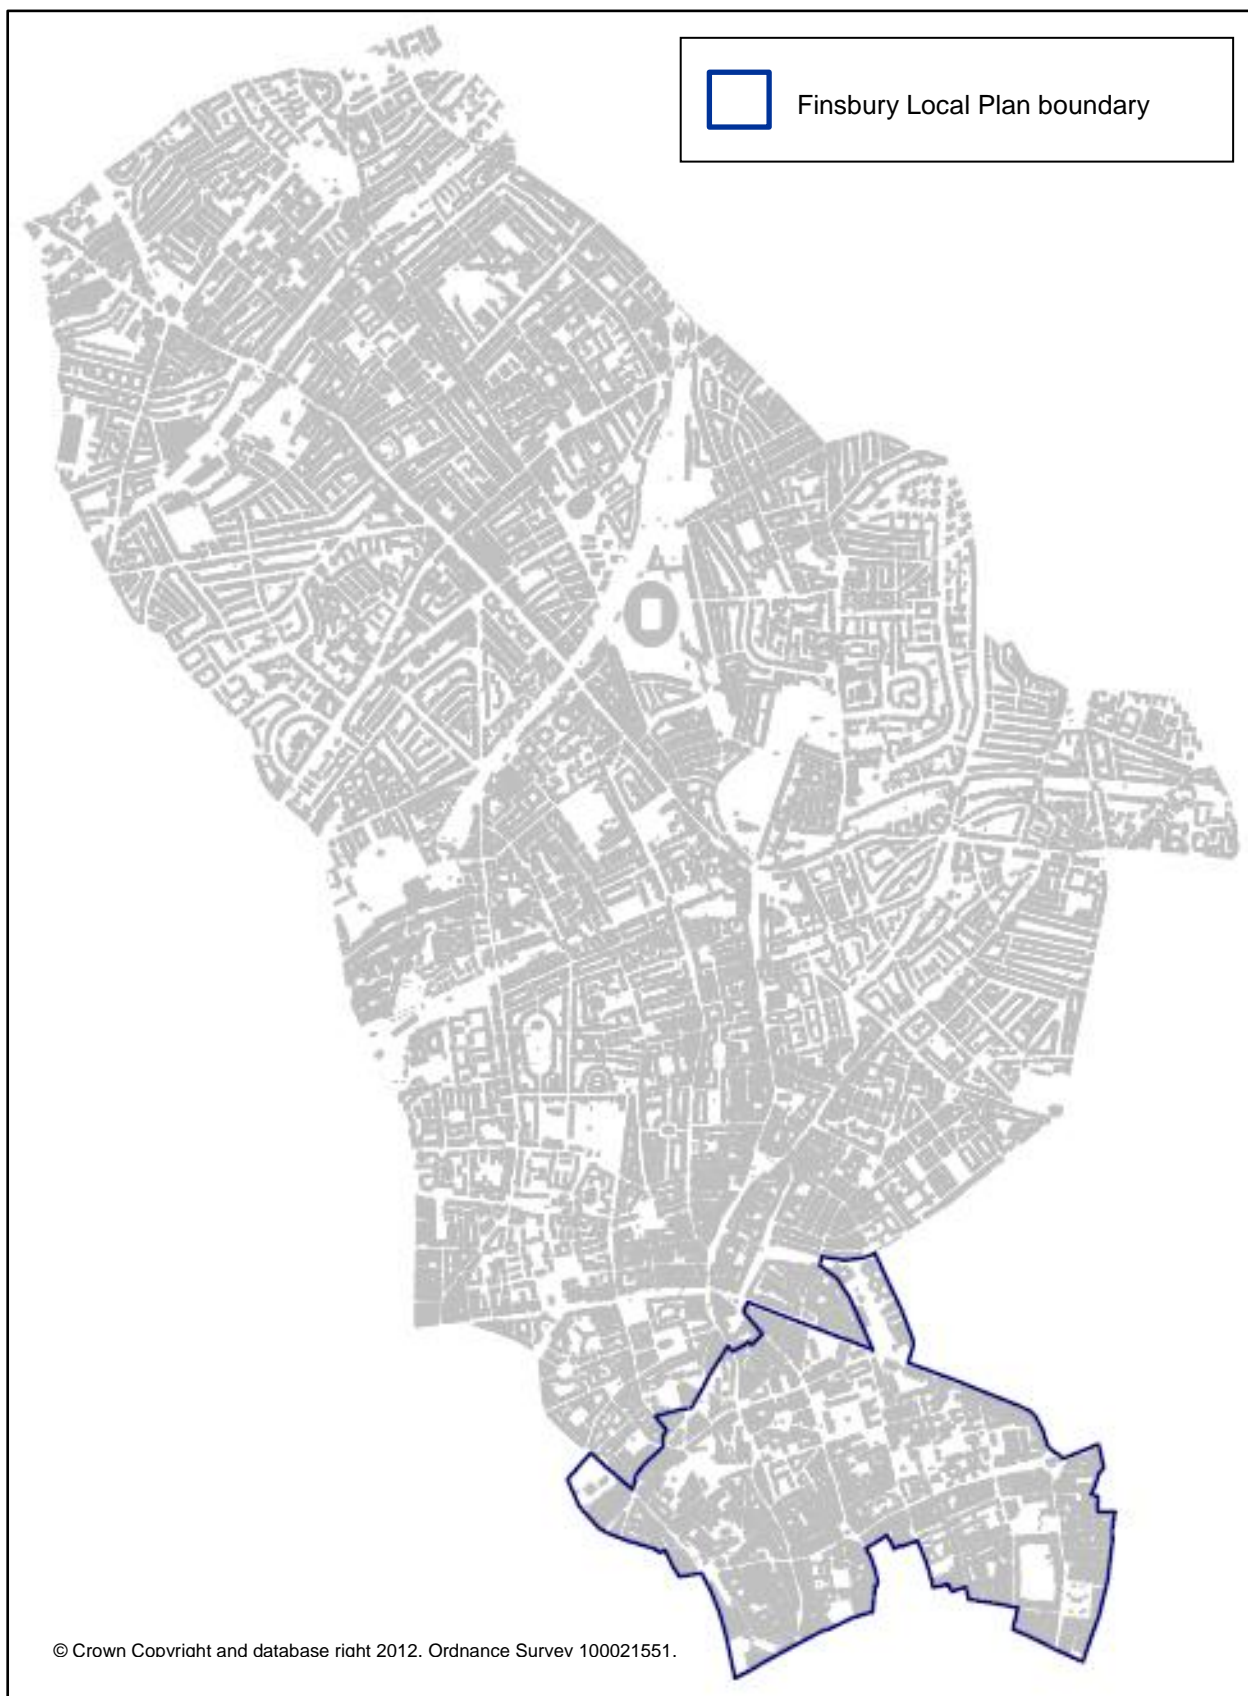 Finsbury Local Plan boundary
© Crown Copyright and database right 2012. Ordnance Survey 100021551.